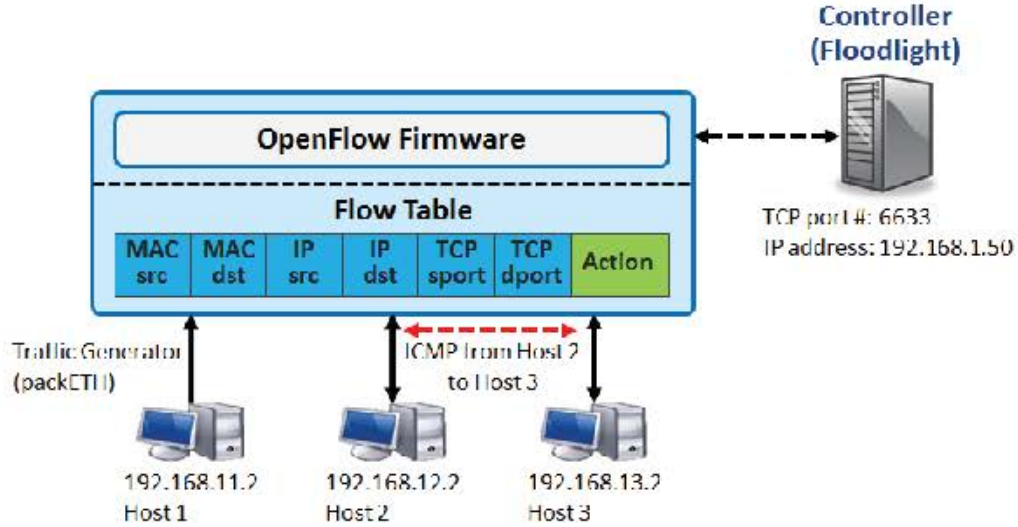 Controller
(Floodlight)
OpenFlow Firmware
Flow Table
MAC src
MAC dst
IP src
IP dst
TCP sport
TCP dport
Action
TCP port #: 6633
IP address: 192.168.1.50
Traffic Generator
(packETH)
ICMP from Host 2
to Host 3
192.168.11.2
Host 1
192.168.12.2
Host 2
192.168.13.2
Host 3